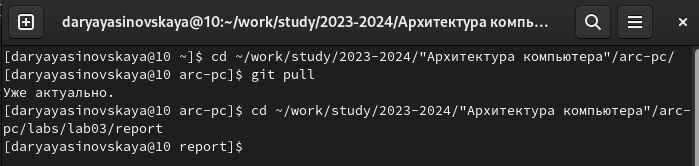 daryayasinovskaya@10:~/work/study/2023-2024/Архитектура компь…
[daryayasinovskaya@10 ~]$ cd ~/work/study/2023-2024/"Архитектура компьютера"/arc-pc/
[daryayasinovskaya@10 arc-pc]$ git pull
Уже актуально.
[daryayasinovskaya@10 arc-pc]$ cd ~/work/study/2023-2024/"Архитектура компьютера"/arc-
pc/labs/lab03/report
[daryayasinovskaya@10 report]$